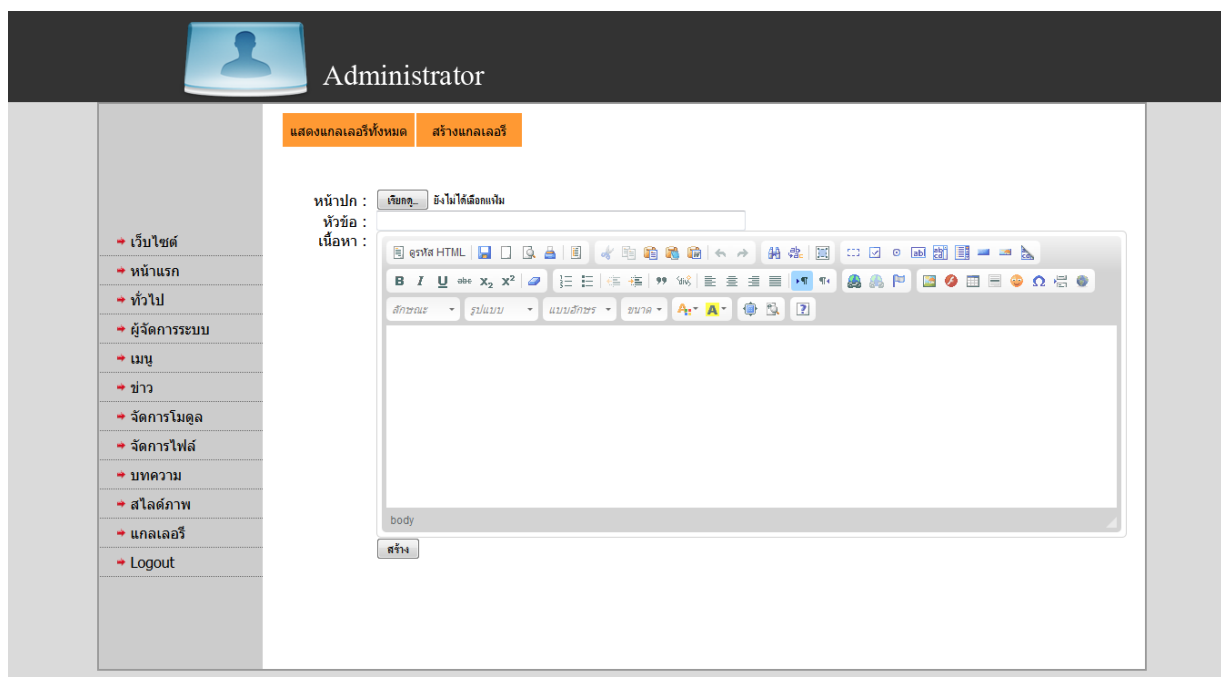 Administrator
แสดงแกลเลอรีทั้งหมด สร้างแกลเลอรี
หน้าปก : เรียกดู... ยังไม่ได้เลือกแฟ้ม
หัวข้อ :
เนื้อหา :
ดูรหัส HTML
B I U abc X₂ X²
ลักษณะ รูปแบบ แบบอักษร ขนาด A A ?
body
สร้าง
เว็บไซต์
หน้าแรก
ทั่วไป
ผู้จัดการระบบ
เมนู
ข่าว
จัดการโมดูล
จัดการไฟล์
บทความ
สไลด์ภาพ
แกลเลอรี
Logout